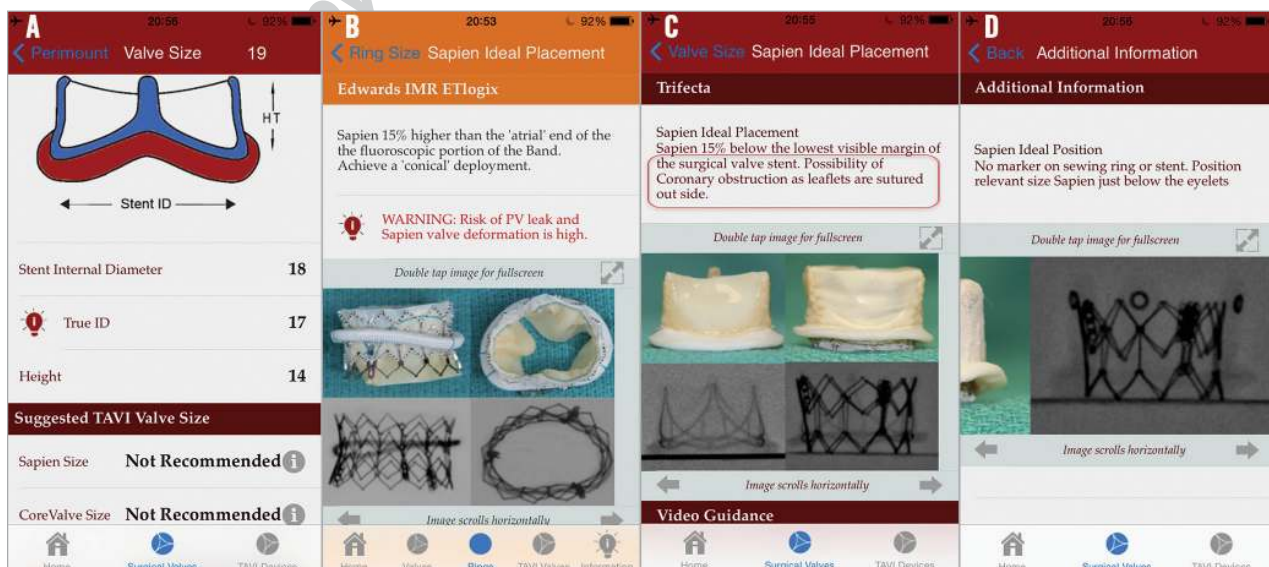 A
20:56
92%
Perimount
Valve Size
19
HT
Stent ID
Stent Internal Diameter
18
True ID
17
Height
14
Suggested TAVI Valve Size
Sapien Size
Not Recommended
CoreValve Size
Not Recommended
Home
Surgical Valves
TAVI Devices
B
20:53
92%
Ring Size
Sapien Ideal Placement
Edwards IMR ETlogix
Sapien 15% higher than the 'atrial' end of the
the fluoroscopic portion of the Band.
Achieve a 'conical' deployment.
WARNING: Risk of PV leak and
Sapien valve deformation is high.
Double tap image for fullscreen
Image scrolls horizontally
Home
Valves
Rings
TAVI Valves
Information
C
20:55
92%
Valve Size
Sapien Ideal Placement
Trifecta
Sapien Ideal Placement
Sapien 15% below the lowest visible margin of
the surgical valve stent. Possibility of
Coronary obstruction as leaflets are sutured
out side.
Double tap image for fullscreen
Image scrolls horizontally
Video Guidance
Home
Surgical Valves
TAVI Devices
D
20:56
92%
Back
Additional Information
Additional Information
Sapien Ideal Position
No marker on sewing ring or stent. Position
relevant size Sapien just below the eyelets
Double tap image for fullscreen
Image scrolls horizontally
Home
Surgical Valves
TAVI Devices